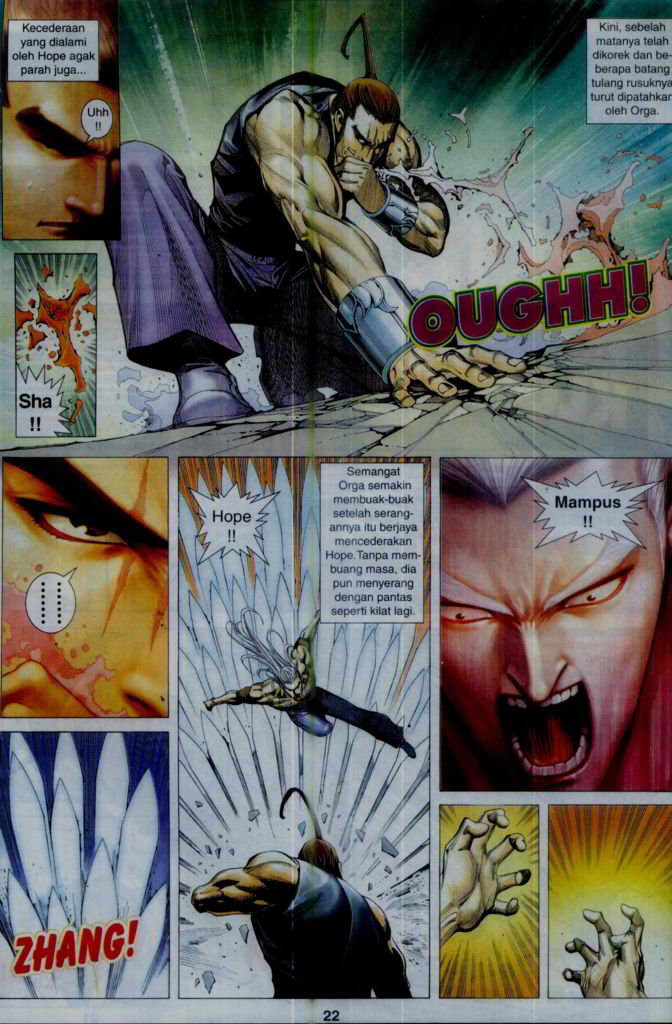 Kecederaan
yang dialami
oleh Hope agak
parah juga...
Uhh
!!
Kini, sebelah
matanya telah
dikorek dan be-
berapa batang
tulang rusuknya
turut dipatahkan
oleh Orga.
OUGHH!
Sha
!!
Hope
!!
Semangat
Orga semakin
membuak-buak
setelah serang-
annya itu berjaya
mencederakan
Hope.Tanpa mem-
buang masa, dia
pun menyerang
dengan pantas
seperti kilat lagi.
Mampus
!!
ZHANG!
22